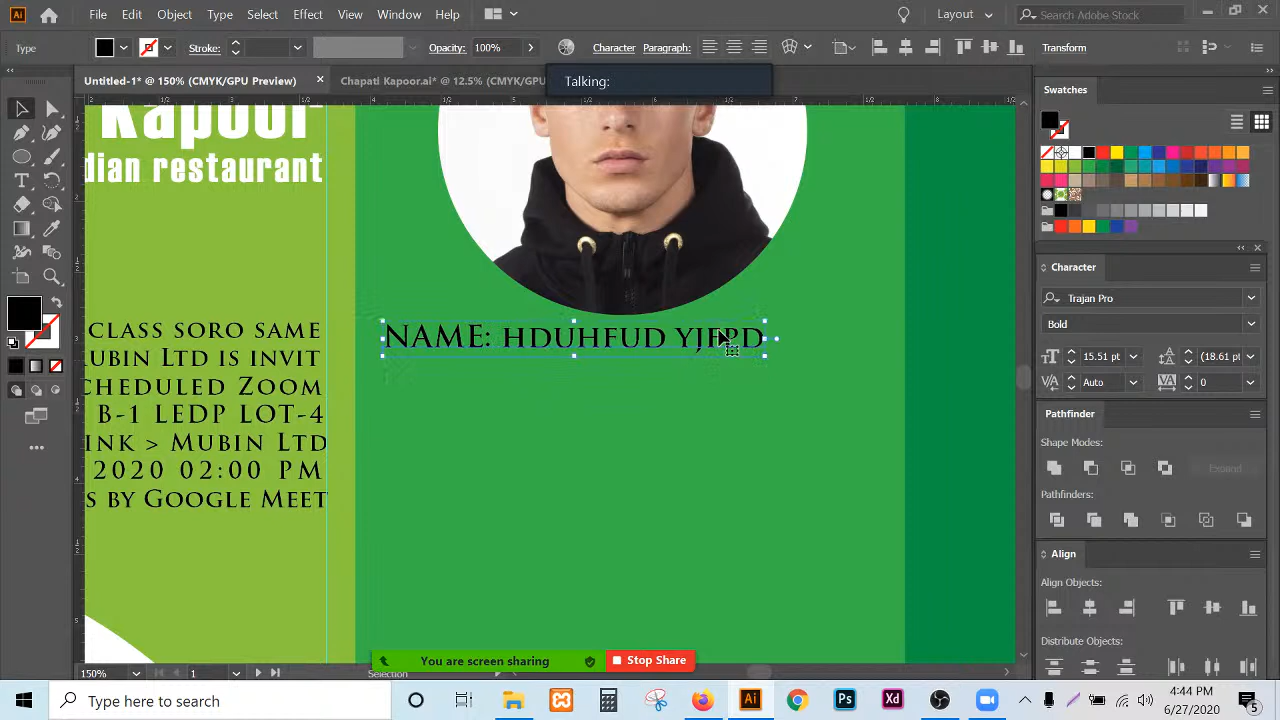 File Edit Object Type Select Effect View Window Help
Layout
Search Adobe Stock
Type
Stroke:
Opacity: 100%
Character
Paragraph:
Transform
Untitled-1* @ 150% (CMYK/GPU Preview)
Chapati Kapoor.ai* @ 12.5% (CMYK/GPU
Talking:
Swatches
Kapoor
dian restaurant
class soro same
ubin Ltd is invit
cheduled Zoom
B-1 LEDP LOT-4
ink > Mubin Ltd
2020 02:00 PM
s by Google Meet
NAME: HDUHFUD YJFPD
Character
Trajan Pro
Bold
15.51 pt
(18.61 pt
Auto
0
Pathfinder
Shape Modes:
Expand
Pathfinders:
Align
Align Objects:
Distribute Objects:
150%
1
Selection
You are screen sharing
Stop Share
Type here to search
4:14 PM
6/27/2020
5